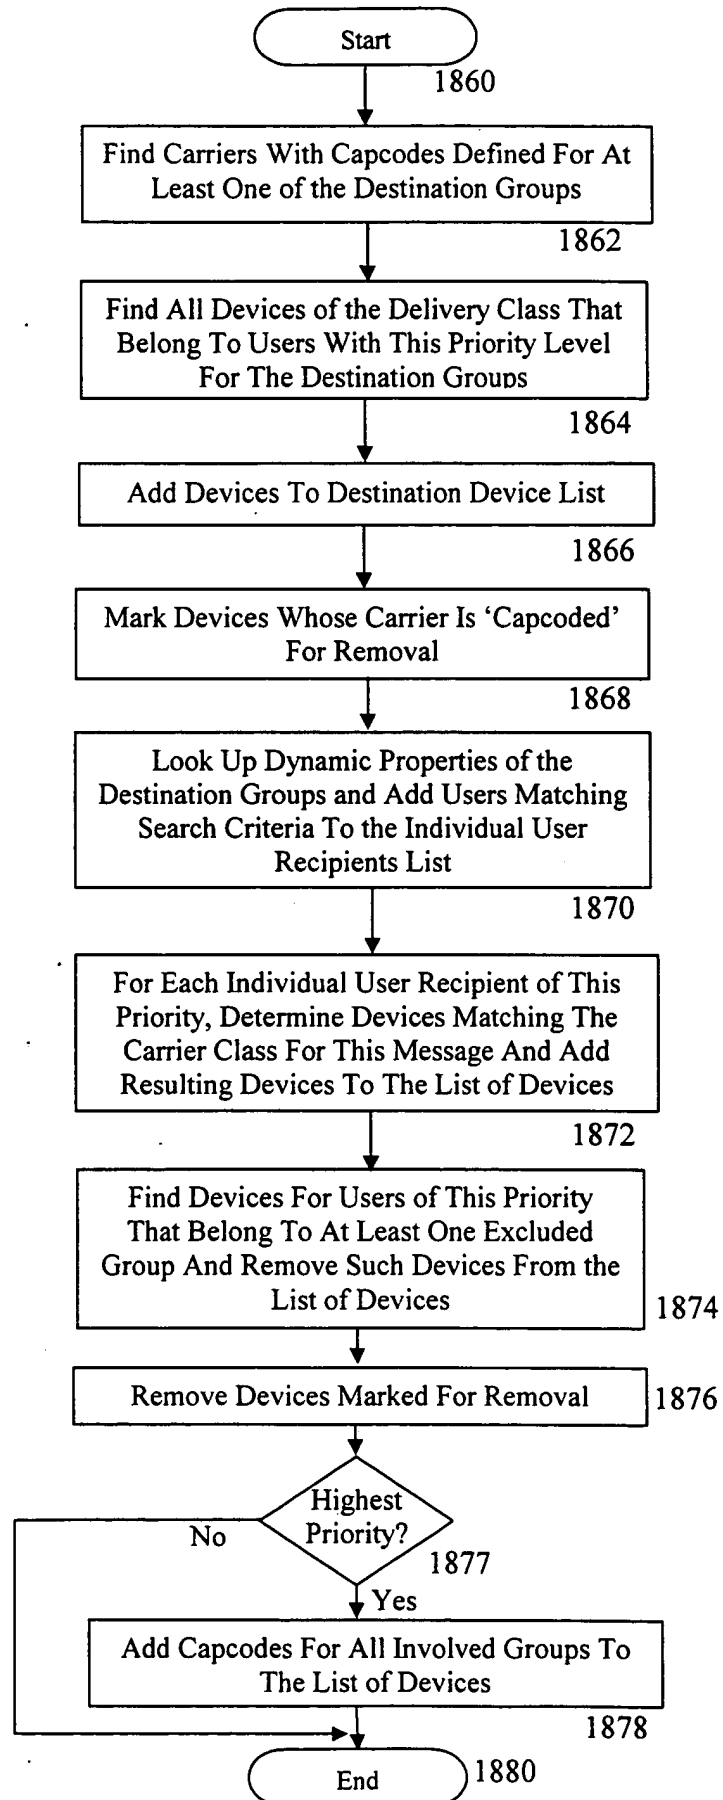 Start
1860
Find Carriers With Capcodes Defined For At
Least One of the Destination Groups
1862
Find All Devices of the Delivery Class That
Belong To Users With This Priority Level
For The Destination Groups
1864
Add Devices To Destination Device List
1866
Mark Devices Whose Carrier Is ‘Capcoded’
For Removal
1868
Look Up Dynamic Properties of the
Destination Groups and Add Users Matching
Search Criteria To the Individual User
Recipients List
1870
For Each Individual User Recipient of This
Priority, Determine Devices Matching The
Carrier Class For This Message And Add
Resulting Devices To The List of Devices
1872
Find Devices For Users of This Priority
That Belong To At Least One Excluded
Group And Remove Such Devices From the
List of Devices
1874
Remove Devices Marked For Removal
1876
Highest
Priority?
No
1877
Yes
Add Capcodes For All Involved Groups To
The List of Devices
1878
End
1880